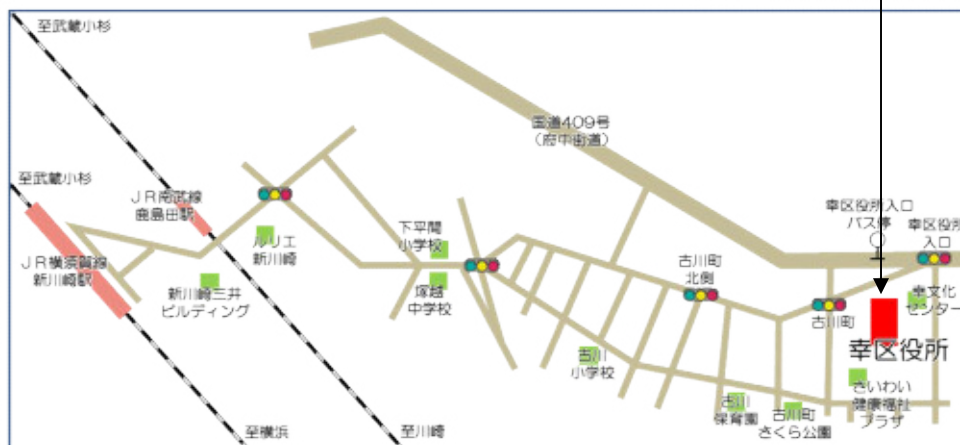 至武蔵小杉
国道409号
(府中街道)
至武蔵小杉
JR南武線
鹿島田駅
幸区役所入口
バス停
幸区役所
入口
下平間
小学校
ルリエ
新川崎
JR横須賀線
新川崎駅
古川町
北側
新川崎三井
ビルディング
塚越
中学校
幸文化
センター
古川町
幸区役所
古川
小学校
さいわい
健康福祉
プラザ
古川
保育園
古川町
さくら公園
至横浜
至川崎